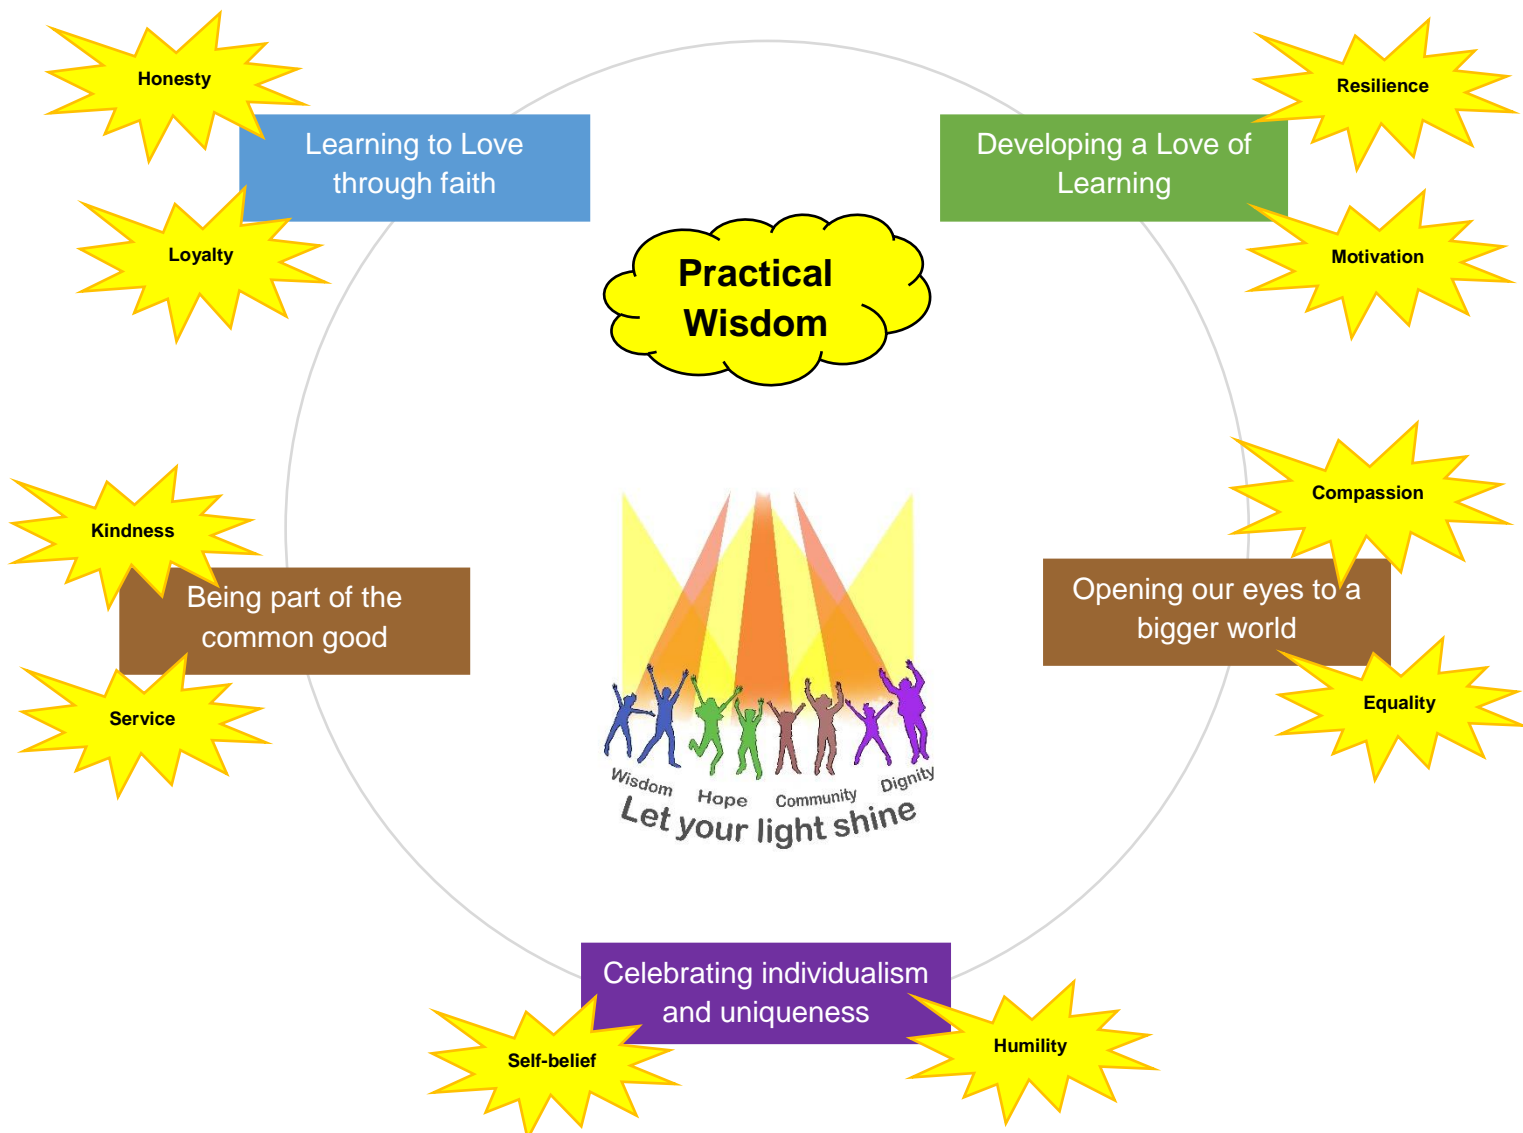 Honesty
Learning to Love
through faith
Loyalty
Developing a Love of
Learning
Resilience
Motivation
Practical
Wisdom
Kindness
Being part of the
common good
Service
Compassion
Opening our eyes to a
bigger world
Equality
Wisdom Hope Community Dignity
Let your light shine
Celebrating individualism
and uniqueness
Self-belief
Humility